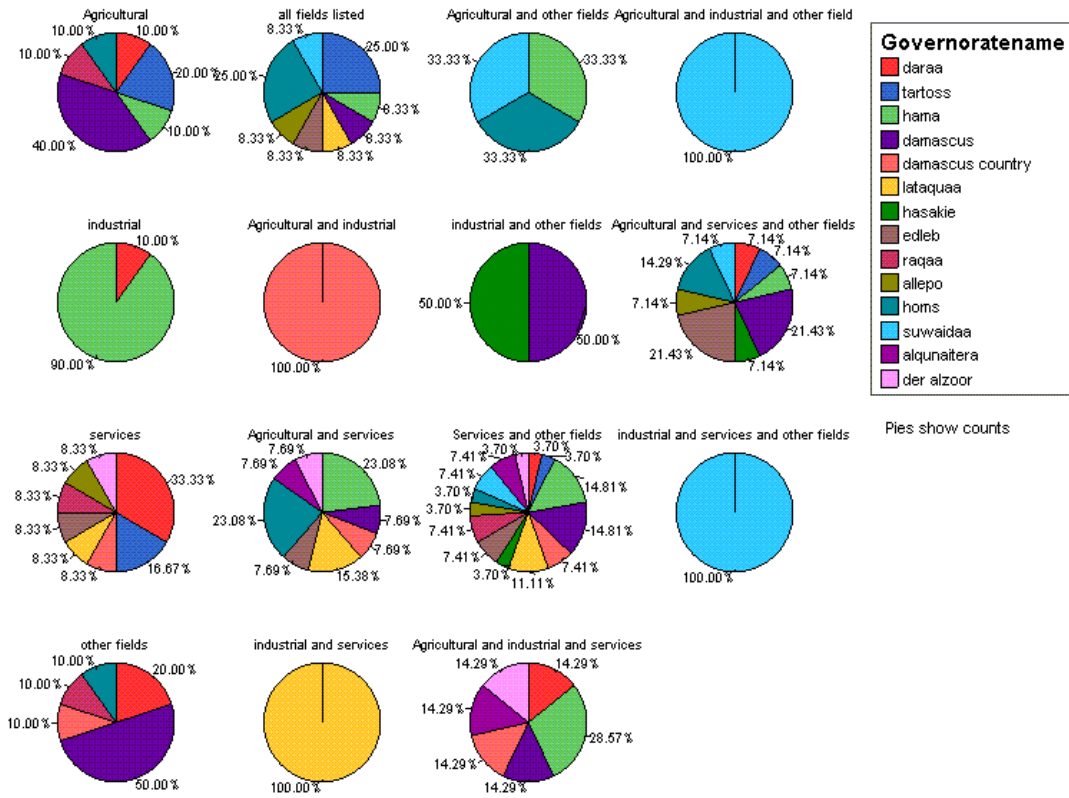 Agricultural
10.00%
10.00%
10.00%
20.00%
10.00%
40.00%
all fields listed
8.33%
25.00%
25.00%
8.33%
8.33%
8.33%
8.33%
8.33%
Agricultural and other fields
33.33%
33.33%
33.33%
Agricultural and industrial and other field
100.00%
Governoratename
daraa
tartoss
hama
damascus
damascus country
lataquaa
hasakie
edleb
raqaa
allepo
homs
suwaidaa
alqunaitera
der alzoor
Pies show counts
industrial
10.00%
90.00%
Agricultural and industrial
100.00%
industrial and other fields
50.00%
50.00%
Agricultural and services and other fields
7.14%
7.14%
7.14%
14.29%
7.14%
7.14%
21.43%
21.43%
7.14%
services
8.33%
8.33%
33.33%
8.33%
8.33%
8.33%
8.33%
16.67%
Agricultural and services
7.69%
7.69%
23.08%
23.08%
7.69%
7.69%
7.69%
15.38%
Services and other fields
3.70%
3.70%
7.41%
3.70%
7.41%
14.81%
3.70%
3.70%
14.81%
7.41%
7.41%
7.41%
3.70%
11.11%
industrial and services and other fields
100.00%
other fields
10.00%
20.00%
10.00%
10.00%
50.00%
industrial and services
100.00%
Agricultural and industrial and services
14.29%
14.29%
14.29%
28.57%
14.29%
14.29%